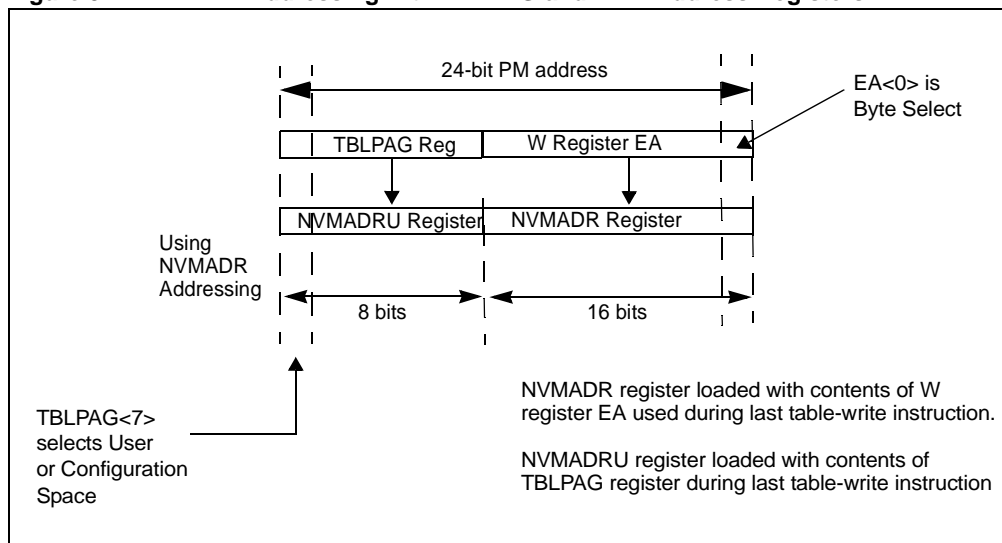 24-bit PM address
EA<0> is
Byte Select
TBLPAG Reg
W Register EA
NVMADRU Register
NVMADR Register
Using
NVMADR
Addressing
8 bits
16 bits
TBLPAG<7>
selects User
or Configuration
Space
NVMADR register loaded with contents of W
register EA used during last table-write instruction.
NVMADRU register loaded with contents of
TBLPAG register during last table-write instruction